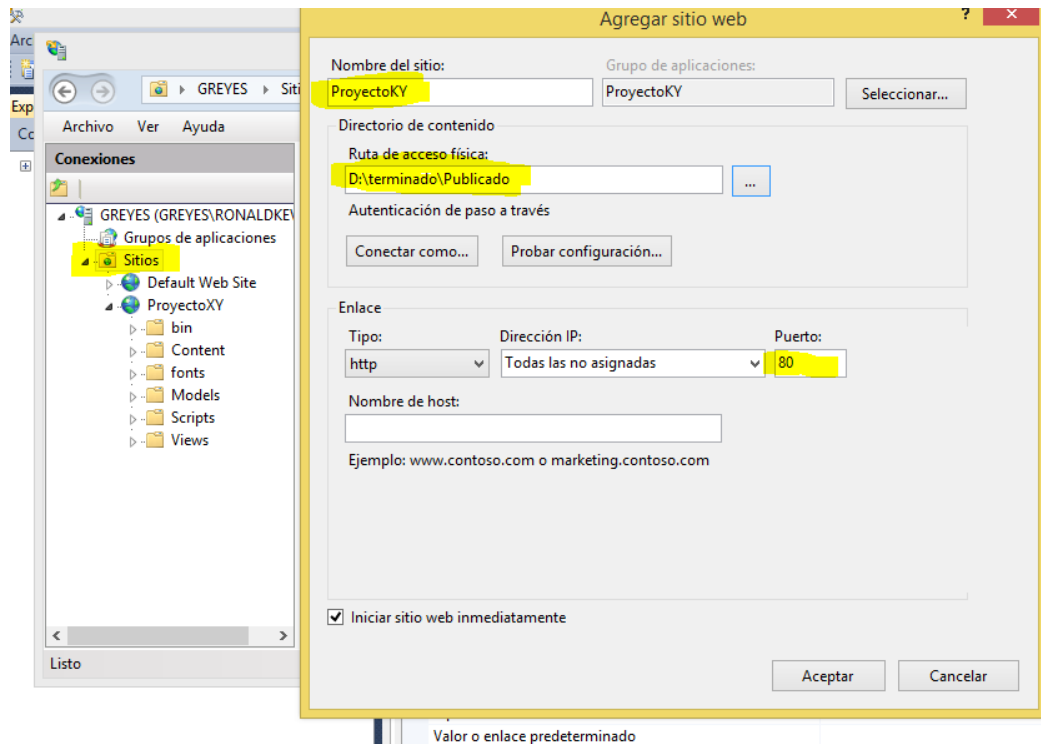 Agregar sitio web
?
Arc
Exp
Co
GREYES
Siti
Archivo Ver Ayuda
Conexiones
GREYES (GREYES\RONALDKE
Grupos de aplicaciones
Sitios
Default Web Site
ProyectoXY
bin
Content
fonts
Models
Scripts
Views
Listo
Nombre del sitio: Grupo de aplicaciones:
ProyectoKY ProyectoKY Seleccionar...
Directorio de contenido
Ruta de acceso física:
D:\terminado\Publicado ...
Autenticación de paso a través
Conectar como... Probar configuración...
Enlace
Tipo: Dirección IP: Puerto:
http Todas las no asignadas 80
Nombre de host:
Ejemplo: www.contoso.com o marketing.contoso.com
Iniciar sitio web inmediatamente
Aceptar Cancelar
Valor o enlace predeterminado